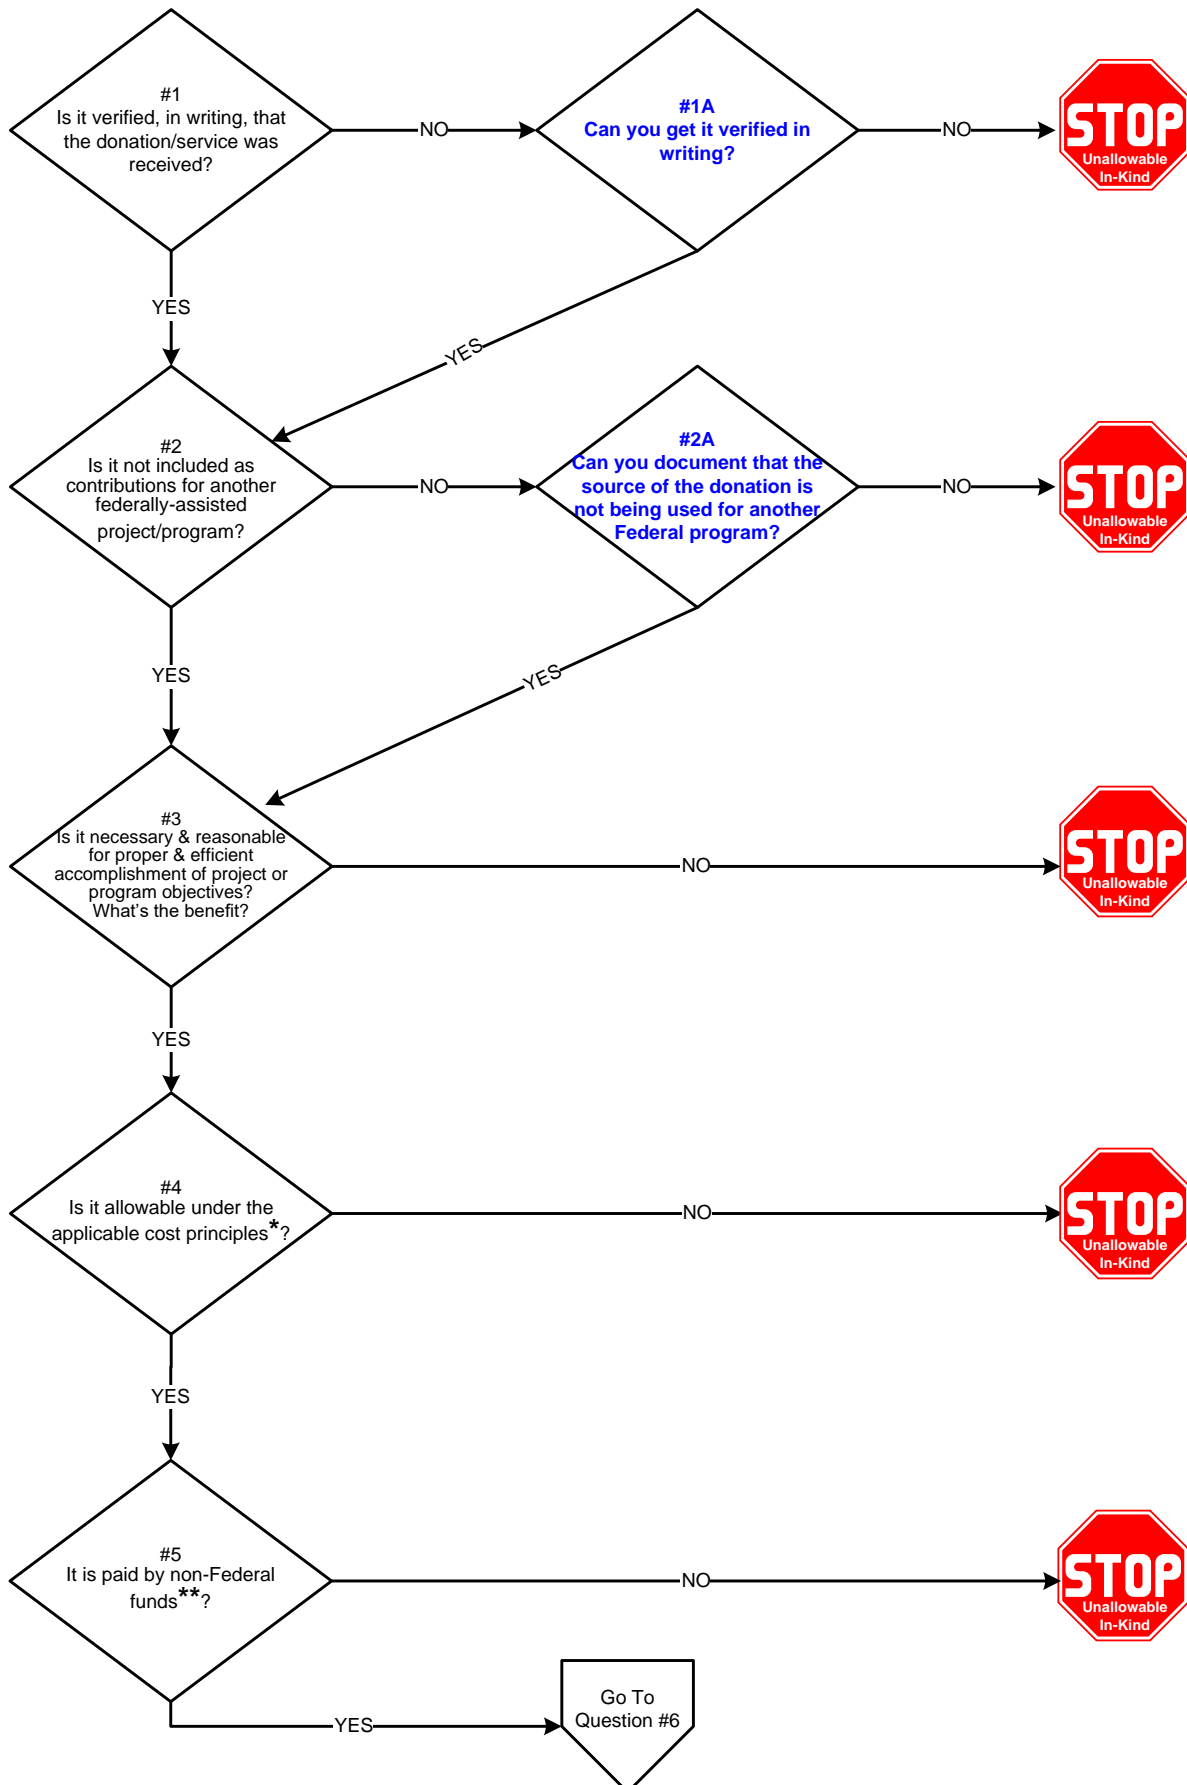 #1
Is it verified, in writing, that
the donation/service was
received?
NO
#1A
Can you get it verified in
writing?
NO
STOP
Unallowable
In-Kind
YES
YES
#2
Is it not included as
contributions for another
federally-assisted
project/program?
NO
#2A
Can you document that the
source of the donation is
not being used for another
Federal program?
NO
STOP
Unallowable
In-Kind
YES
YES
#3
Is it necessary & reasonable
for proper & efficient
accomplishment of project or
program objectives?
What's the benefit?
NO
STOP
Unallowable
In-Kind
YES
#4
Is it allowable under the
applicable cost principles*?
NO
STOP
Unallowable
In-Kind
YES
#5
It is paid by non-Federal
funds**?
NO
STOP
Unallowable
In-Kind
YES
Go To
Question #6